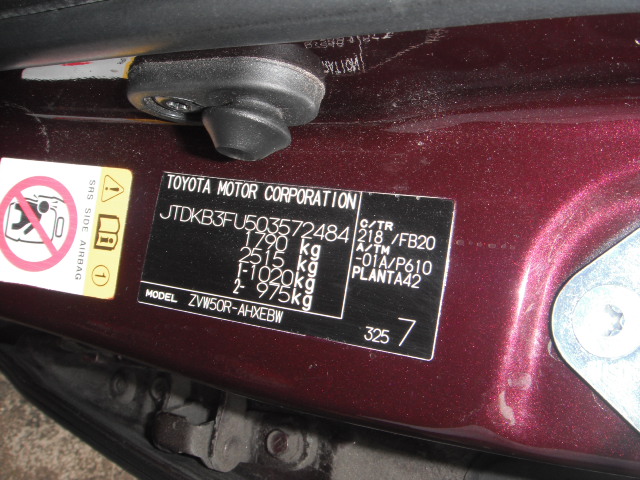 TOYOTA MOTOR CORPORATION
JTDKB3FU503572484
1790 kg
2515 kg
1-1020 kg
2- 975 kg
MODEL ZVW50R-AHXEBW
C/TR
218 /FB20
A/TM
-01A/P610
PLANTA42
325 7
SRS SIDE AIRBAG
1